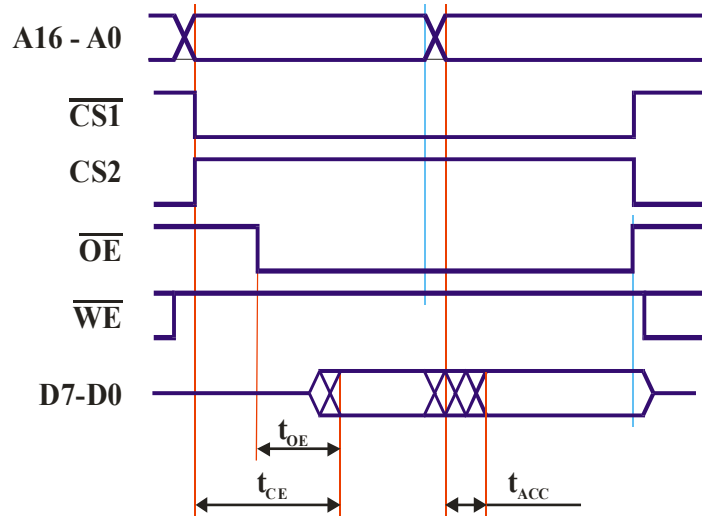 A16 - A0
CS1
CS2
OE
WE
D7-D0
tOE
tCE
tACC